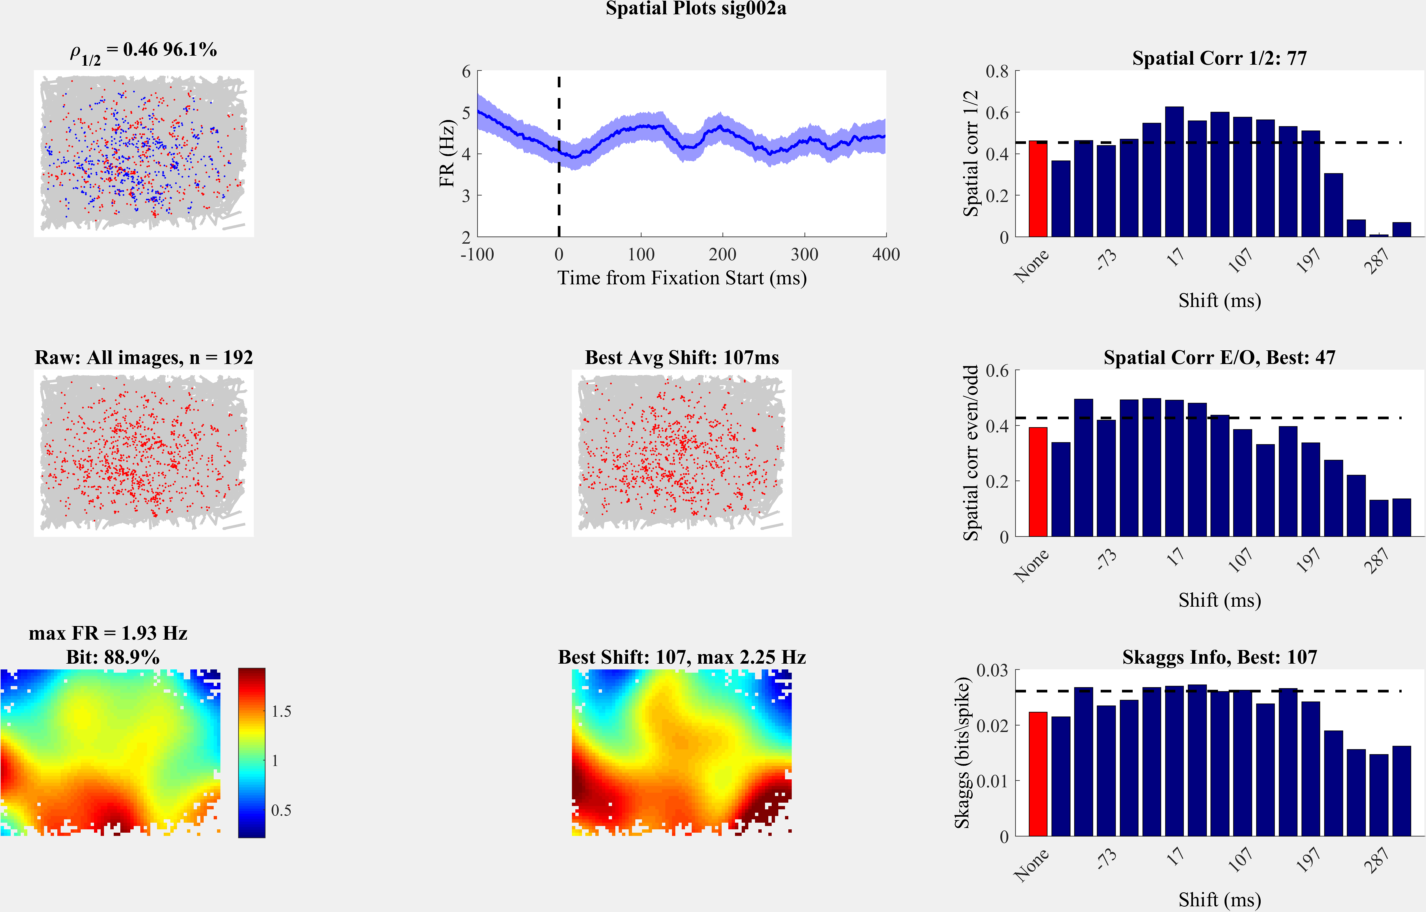 Spatial Plots sig002a
ρ1/2 = 0.46 96.1%
6
5
4
3
2
FR (Hz)
-100 0 100 200 300 400
Time from Fixation Start (ms)
Spatial Corr 1/2: 77
0.8
0.6
0.4
0.2
0
Spatial corr 1/2
None -73 17 107 197 287
Shift (ms)
Raw: All images, n = 192
Best Avg Shift: 107ms
Spatial Corr E/O, Best: 47
0.6
0.4
0.2
0
Spatial corr even/odd
None -73 17 107 197 287
Shift (ms)
max FR = 1.93 Hz
Bit: 88.9%
1.5
1
0.5
Best Shift: 107, max 2.25 Hz
Skaggs Info, Best: 107
0.03
0.02
0.01
0
Skaggs (bits\spike)
None -73 17 107 197 287
Shift (ms)